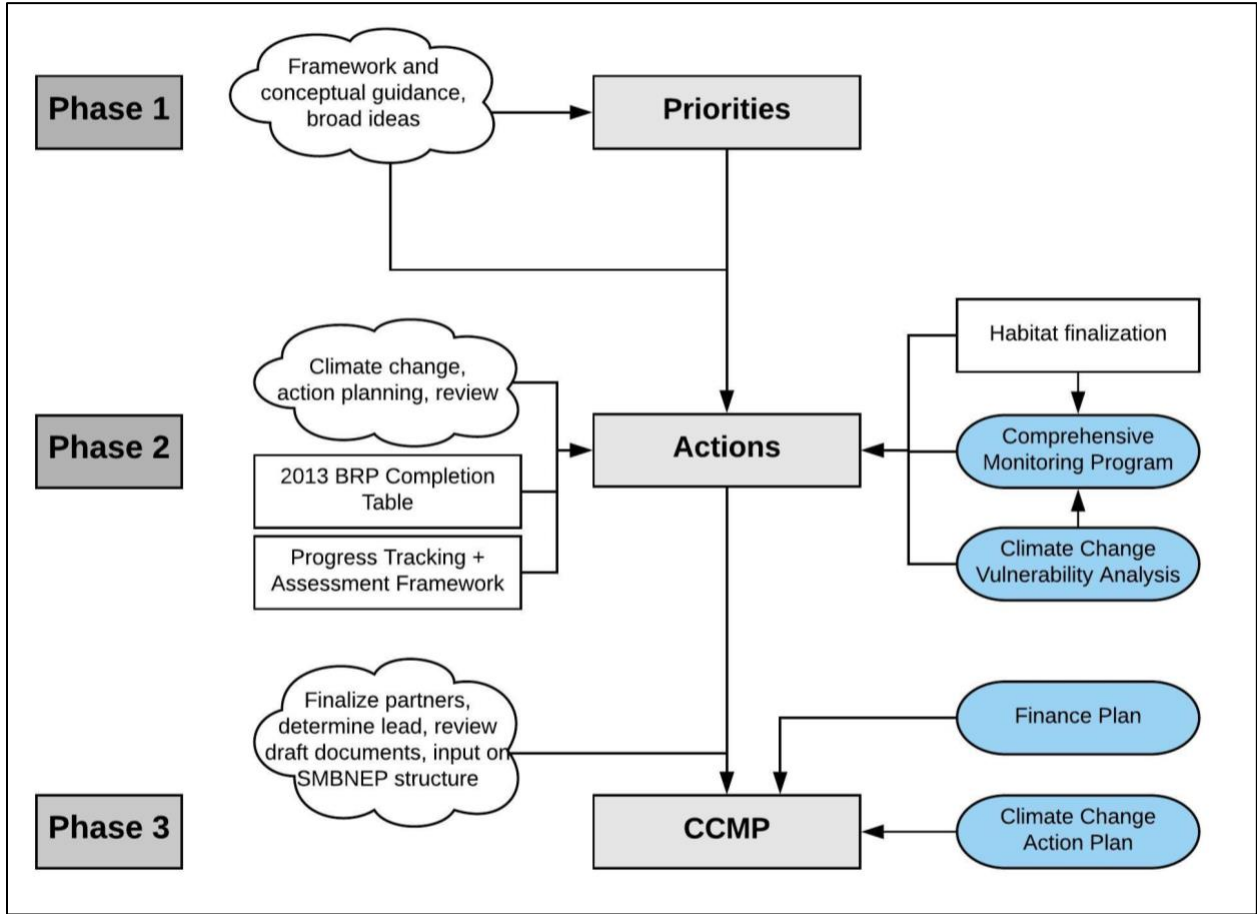 Phase 1
Framework and
conceptual guidance,
broad ideas
Priorities
Phase 2
Climate change,
action planning, review
2013 BRP Completion
Table
Progress Tracking +
Assessment Framework
Actions
Habitat finalization
Comprehensive
Monitoring Program
Climate Change
Vulnerability Analysis
Phase 3
Finalize partners,
determine lead, review
draft documents, input on
SMBNEP structure
CCMP
Finance Plan
Climate Change
Action Plan